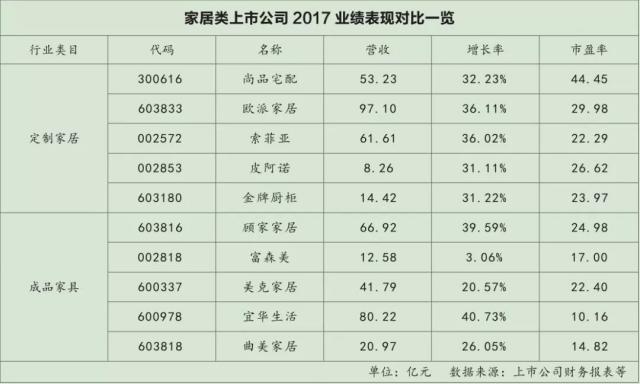 家居类上市公司2017业绩表现对比一览
行业类目 代码 名称 营收 增长率 市盈率
定制家居
300616 尚品宅配 53.23 32.23% 44.45
603833 欧派家居 97.10 36.11% 29.98
002572 索菲亚 61.61 36.02% 22.29
002853 皮阿诺 8.26 31.11% 26.62
603180 金牌厨柜 14.42 31.22% 23.97
成品家具
603816 顾家家居 66.92 39.59% 24.98
002818 富森美 12.58 3.06% 17.00
600337 美克家居 41.79 20.57% 22.40
600978 宜华生活 80.22 40.73% 10.16
603818 曲美家居 20.97 26.05% 14.82
单位：亿元 数据来源：上市公司财务报表等